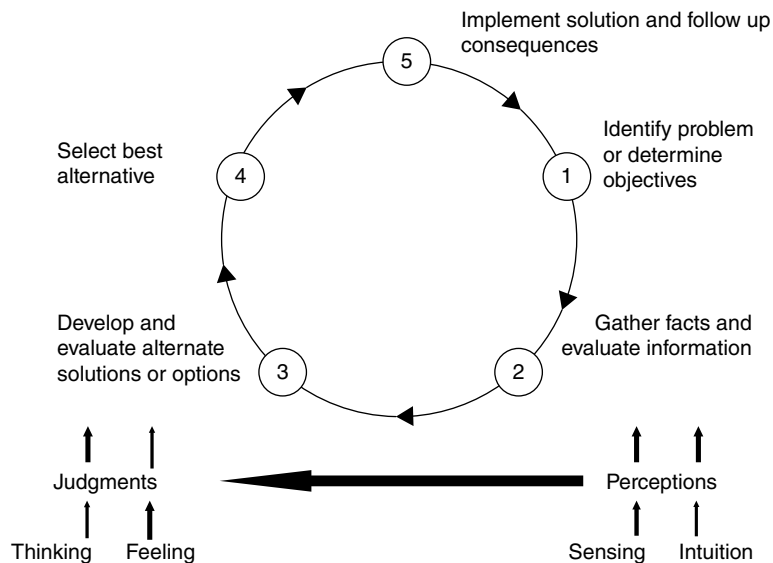 Implement solution and follow up
consequences
5
Identify problem
or determine
objectives
1
Select best
alternative
4
Gather facts and
evaluate information
2
Develop and
evaluate alternate
solutions or options
3
Judgments
Perceptions
Thinking
Feeling
Sensing
Intuition